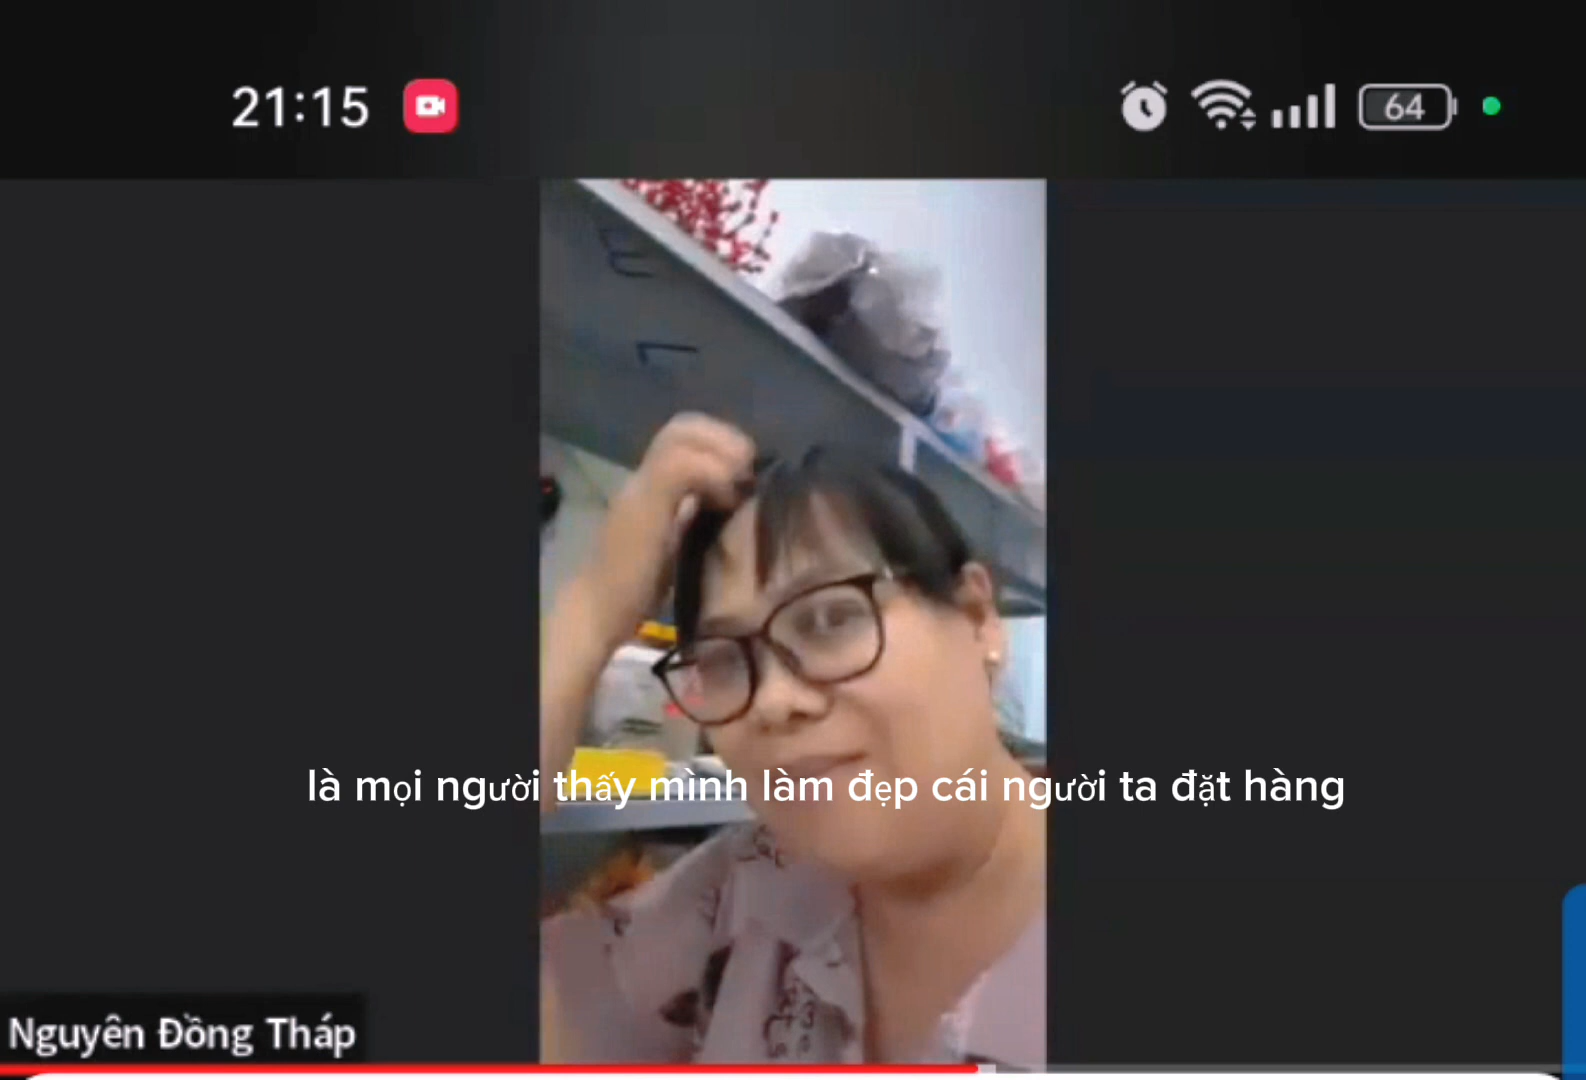 21:15
64
là mọi người thấy mình làm đẹp cái người ta đặt hàng
Nguyên Đồng Tháp